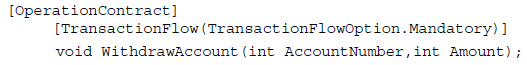 [OperationContract]
[TransactionFlow(TransactionFlowOption.Mandatory)]
void WithdrawAccount(int AccountNumber,int Amount);